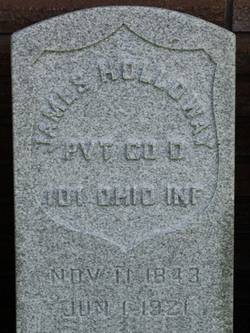 JAMES HOLLOWAY
PVT CO D
101 OHIO INF
NOV 11 1843
JUN 1 1921